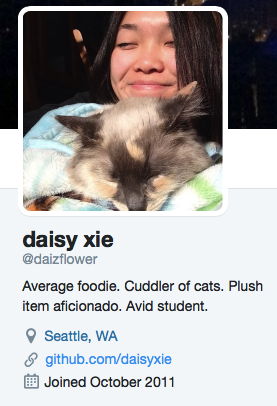 daisy xie
@daizflower
Average foodie. Cuddler of cats. Plush
item aficionado. Avid student.
Seattle, WA
github.com/daisyxie
Joined October 2011